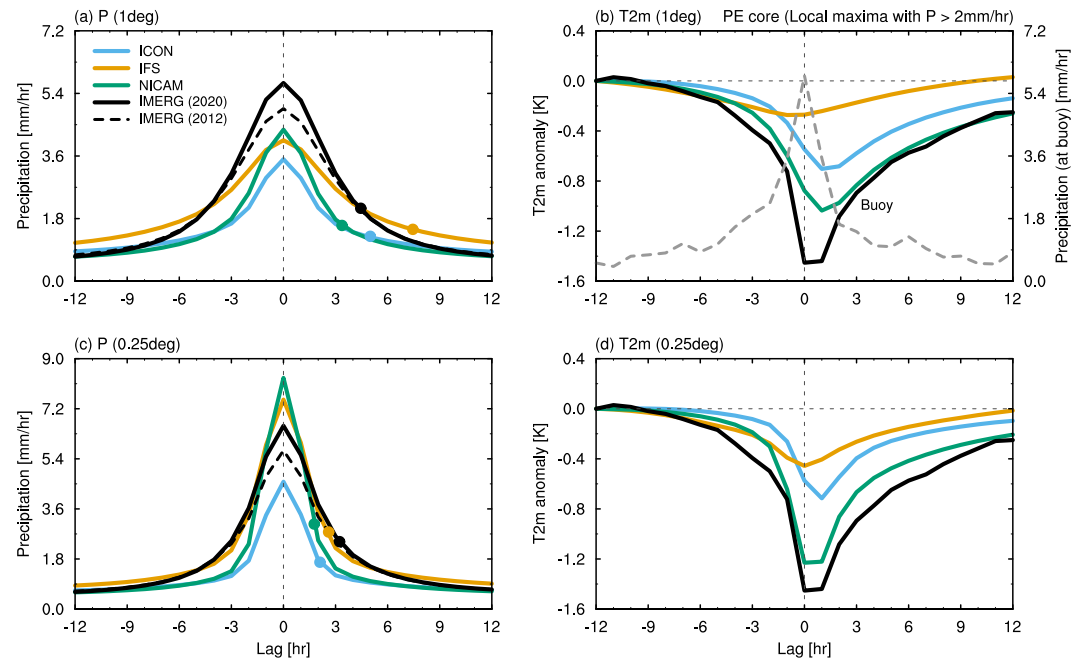 (a) P (1deg)
Precipitation [mm/hr]
7.2
5.4
3.6
1.8
0.0
ICON
IFS
NICAM
IMERG (2020)
IMERG (2012)
-12 -9 -6 -3 0 3 6 9 12
(b) T2m (1deg) PE core (Local maxima with P > 2mm/hr)
T2m anomaly [K]
0.4
0.0
-0.4
-0.8
-1.2
-1.6
Buoy
7.2
5.4
3.6
1.8
0.0
Precipitation (at buoy) [mm/hr]
-12 -9 -6 -3 0 3 6 9 12
(c) P (0.25deg)
Precipitation [mm/hr]
9.0
7.2
5.4
3.6
1.8
0.0
-12 -9 -6 -3 0 3 6 9 12
Lag [hr]
(d) T2m (0.25deg)
T2m anomaly [K]
0.4
0.0
-0.4
-0.8
-1.2
-1.6
-12 -9 -6 -3 0 3 6 9 12
Lag [hr]